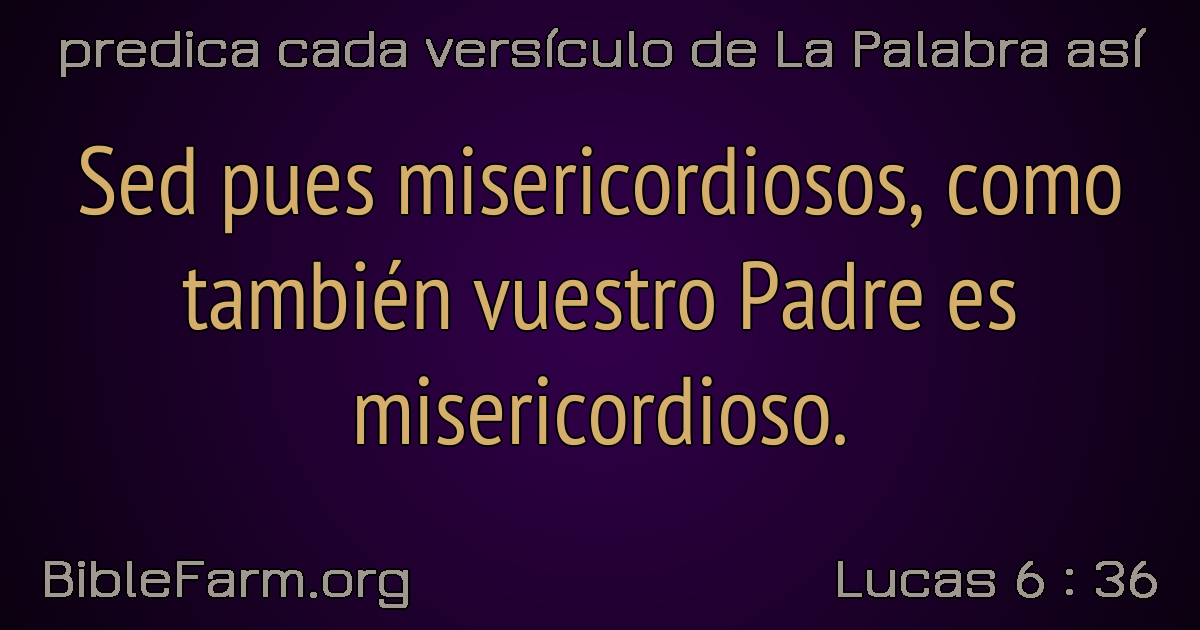 predica cada versículo de La Palabra así
Sed pues misericordiosos, como
también vuestro Padre es
misericordioso.
BibleFarm.org
Lucas 6 : 36